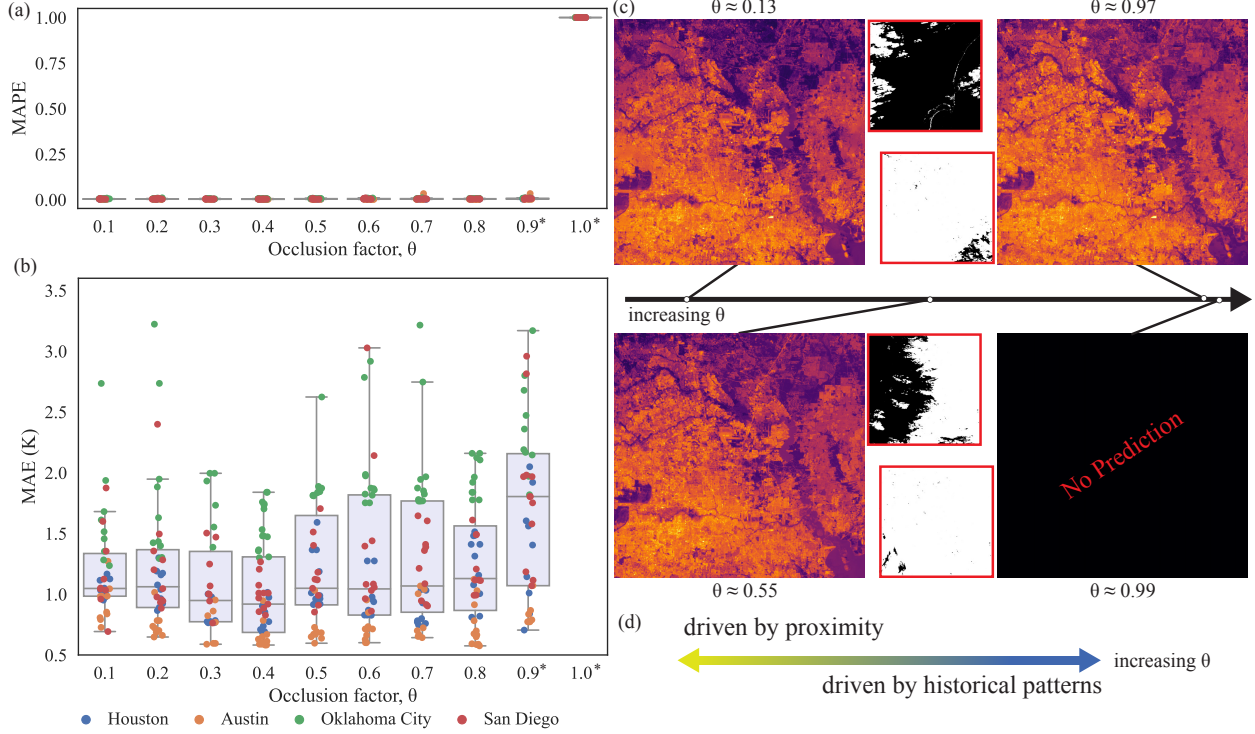 (a)
MAPE
1.00
0.75
0.50
0.25
0.00
0.1 0.2 0.3 0.4 0.5 0.6 0.7 0.8 0.9* 1.0*
Occlusion factor, θ
(b)
MAE (K)
3.5
3.0
2.5
2.0
1.5
1.0
0.5
0.1 0.2 0.3 0.4 0.5 0.6 0.7 0.8 0.9* 1.0*
Occlusion factor, θ
Houston Austin Oklahoma City San Diego
(c)
θ ≈ 0.13
θ ≈ 0.97
increasing θ
No Prediction
θ ≈ 0.55
θ ≈ 0.99
(d)
driven by proximity
increasing θ
driven by historical patterns